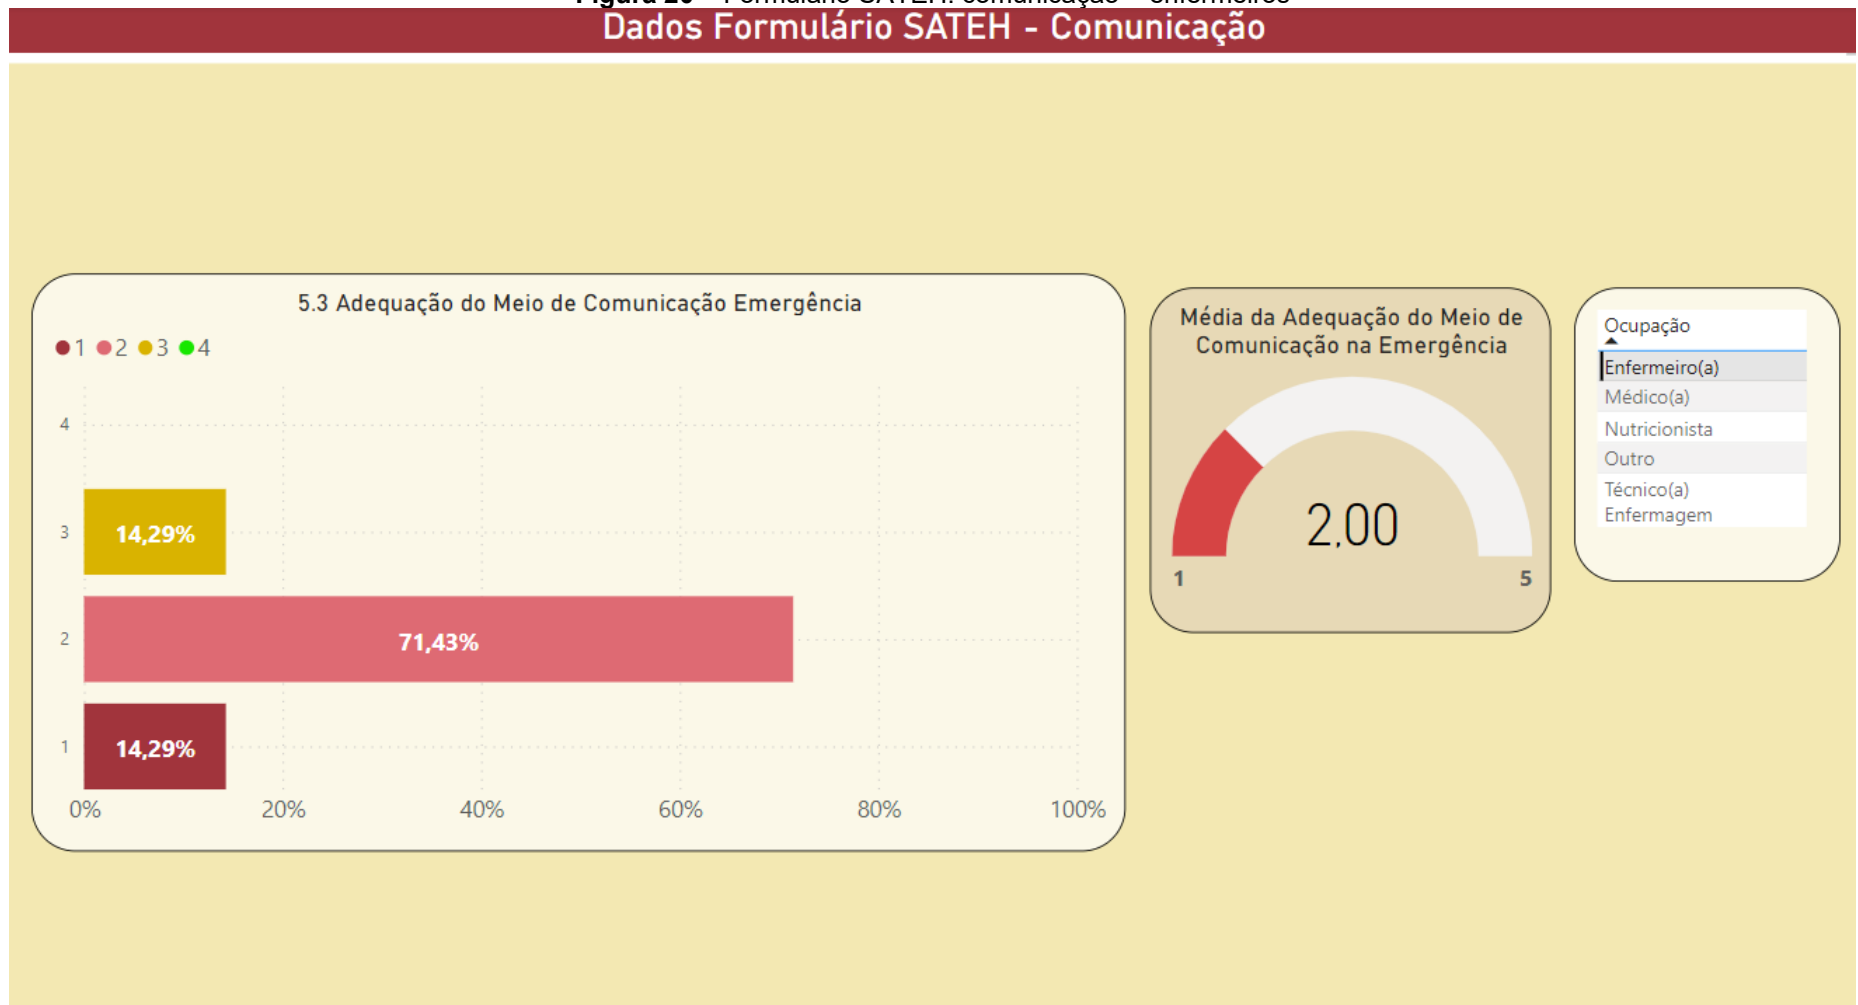 Dados Formulário SATEH - Comunicação
5.3 Adequação do Meio de Comunicação Emergência
1 2 3 4
4
3
14,29%
2
71,43%
1
14,29%
0% 20% 40% 60% 80% 100%
Média da Adequação do Meio de
Comunicação na Emergência
2,00
1 5
Ocupação
Enfermeiro(a)
Médico(a)
Nutricionista
Outro
Técnico(a)
Enfermagem